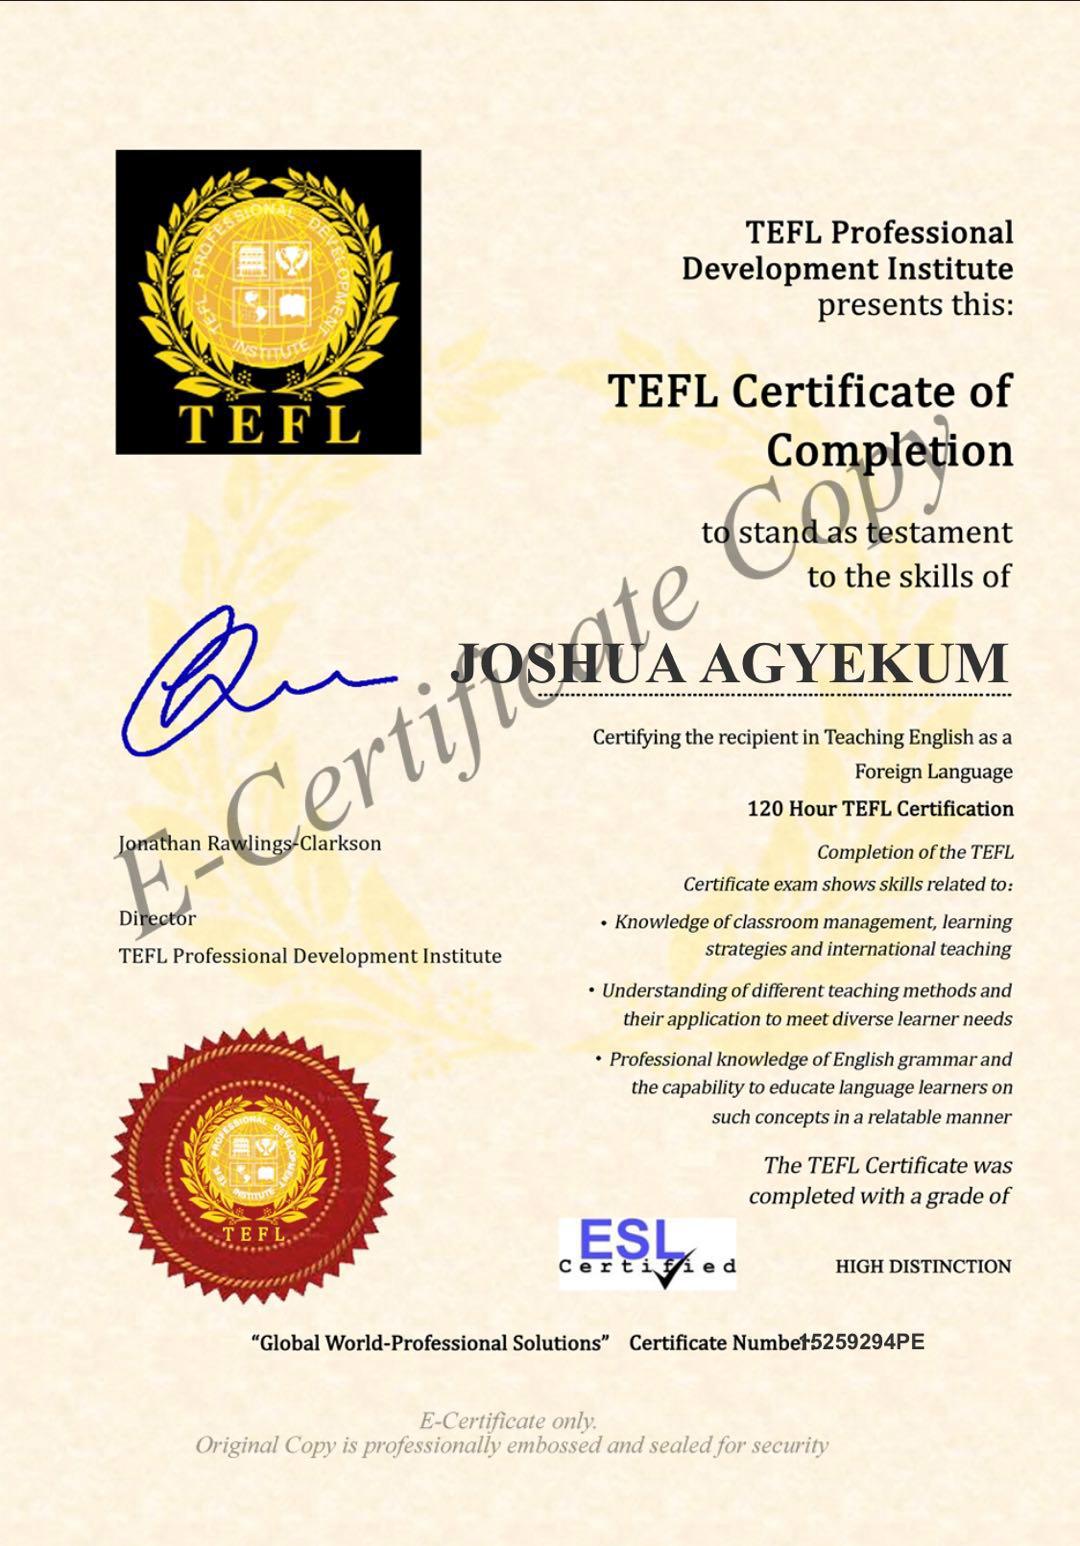 TEFL PROFESSIONAL DEVELOPMENT INSTITUTE
TEFL
TEFL Professional
Development Institute
presents this:
TEFL Certificate of
Completion
to stand as testament
to the skills of
JOSHUA AGYEKUM
E-Certificate Copy
Certifying the recipient in Teaching English as a
Foreign Language
120 Hour TEFL Certification
Jonathan Rawlings-Clarkson
Director
TEFL Professional Development Institute
Completion of the TEFL
Certificate exam shows skills related to:
• Knowledge of classroom management, learning
strategies and international teaching
• Understanding of different teaching methods and
their application to meet diverse learner needs
• Professional knowledge of English grammar and
the capability to educate language learners on
such concepts in a relatable manner
The TEFL Certificate was
completed with a grade of
HIGH DISTINCTION
TEFL PROFESSIONAL DEVELOPMENT INSTITUTE
TEFL
ESL
Certified
“Global World-Professional Solutions” Certificate Number:15259294PE
E-Certificate only.
Original Copy is professionally embossed and sealed for security